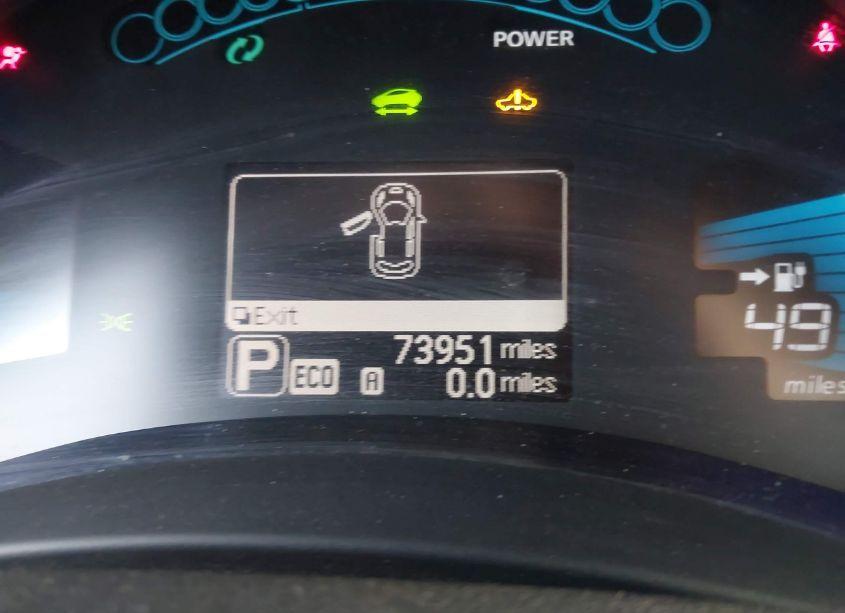 POWER
Exit
P ECO
73951 miles
A 0.0 miles
49
miles